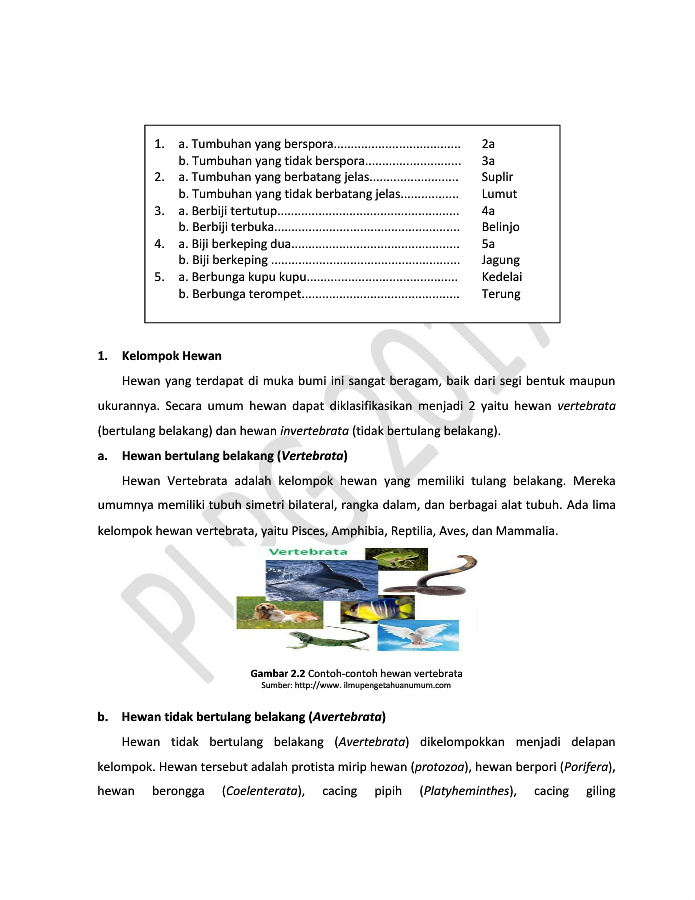 1. a. Tumbuhan yang berspora..................................... 2a
b. Tumbuhan yang tidak berspora............................ 3a
2. a. Tumbuhan yang berbatang jelas.......................... Suplir
b. Tumbuhan yang tidak berbatang jelas................. Lumut
3. a. Berbiji tertutup..................................................... 4a
b. Berbiji terbuka...................................................... Belinjo
4. a. Biji berkeping dua................................................. 5a
b. Biji berkeping ....................................................... Jagung
5. a. Berbunga kupu kupu............................................ Kedelai
b. Berbunga terompet.............................................. Terung
1. Kelompok Hewan
Hewan yang terdapat di muka bumi ini sangat beragam, baik dari segi bentuk maupun
ukurannya. Secara umum hewan dapat diklasifikasikan menjadi 2 yaitu hewan vertebrata
(bertulang belakang) dan hewan invertebrata (tidak bertulang belakang).
a. Hewan bertulang belakang (Vertebrata)
Hewan Vertebrata adalah kelompok hewan yang memiliki tulang belakang. Mereka
umumnya memiliki tubuh simetri bilateral, rangka dalam, dan berbagai alat tubuh. Ada lima
kelompok hewan vertebrata, yaitu Pisces, Amphibia, Reptilia, Aves, dan Mammalia.
Vertebrata
Gambar 2.2 Contoh-contoh hewan vertebrata
Sumber: http://www. ilmupengetahuanumum.com
b. Hewan tidak bertulang belakang (Avertebrata)
Hewan tidak bertulang belakang (Avertebrata) dikelompokkan menjadi delapan
kelompok. Hewan tersebut adalah protista mirip hewan (protozoa), hewan berpori (Porifera),
hewan berongga (Coelenterata), cacing pipih (Platyheminthes), cacing giling
PLPG 2017